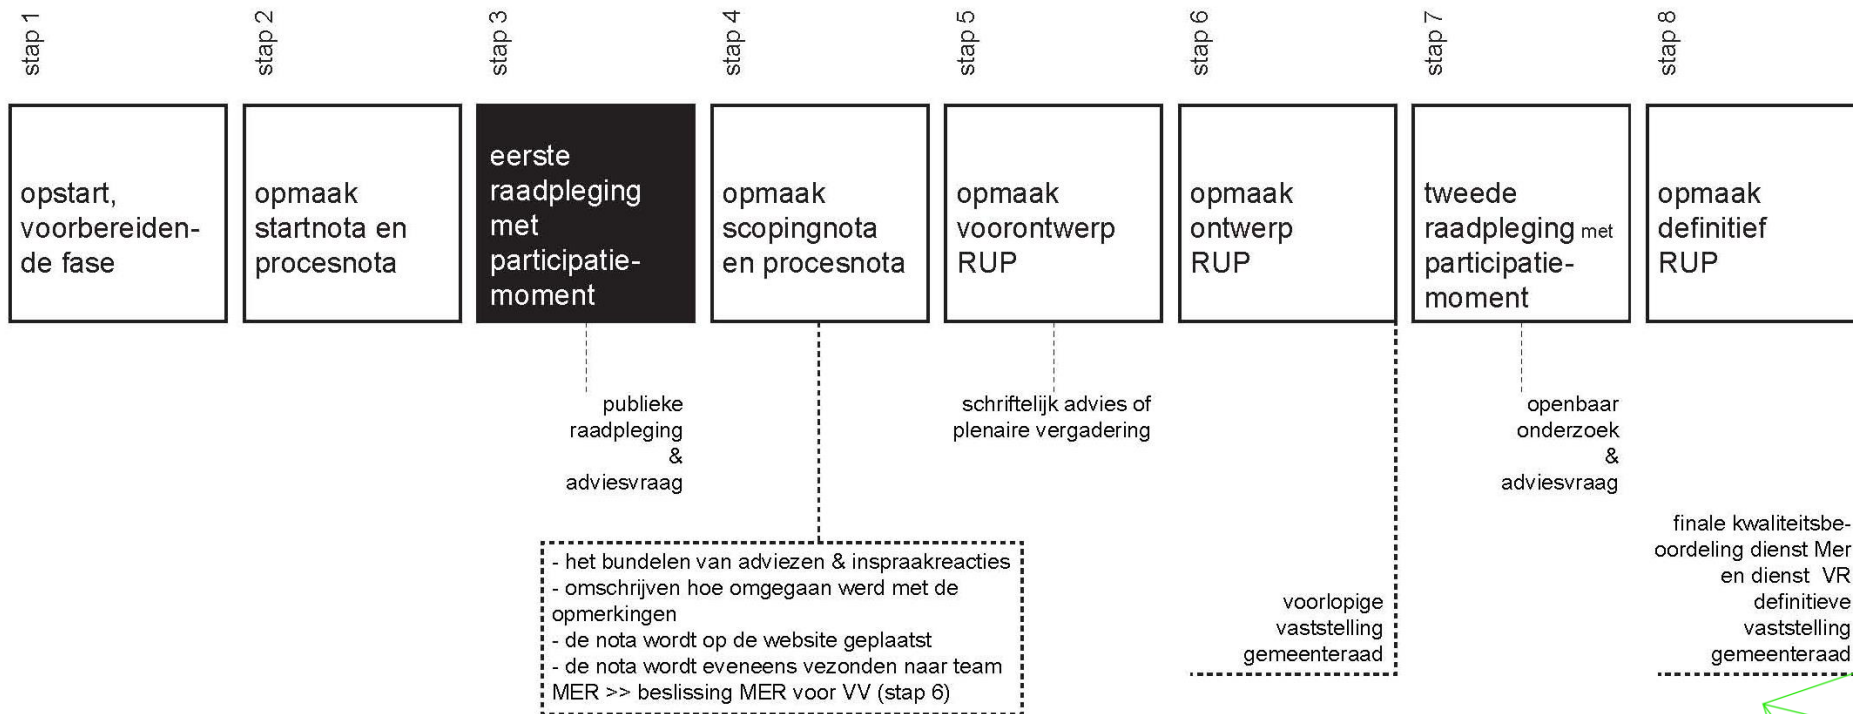 stap 1
stap 2
stap 3
stap 4
stap 5
stap 6
stap 7
stap 8
opstart,
voorbereiden-
de fase
opmaak
startnota en
procesnota
eerste
raadpleging
met
participatie-
moment
opmaak
scopingnota
en procesnota
opmaak
voorontwerp
RUP
opmaak
ontwerp
RUP
tweede
raadpleging met
participatie-
moment
opmaak
definitief
RUP
publieke
raadpleging
&
adviesvraag
- het bundelen van adviezen & inspraakreacties
- omschrijven hoe omgegaan werd met de
opmerkingen
- de nota wordt op de website geplaatst
- de nota wordt eveneens vezonden naar team
MER >> beslissing MER voor VV (stap 6)
schriftelijk advies of
plenaire vergadering
voorlopige
vaststelling
gemeenteraad
openbaar
onderzoek
&
adviesvraag
finale kwaliteitsbe-
oordeling dienst Mer
en dienst VR
definitieve
vaststelling
gemeenteraad